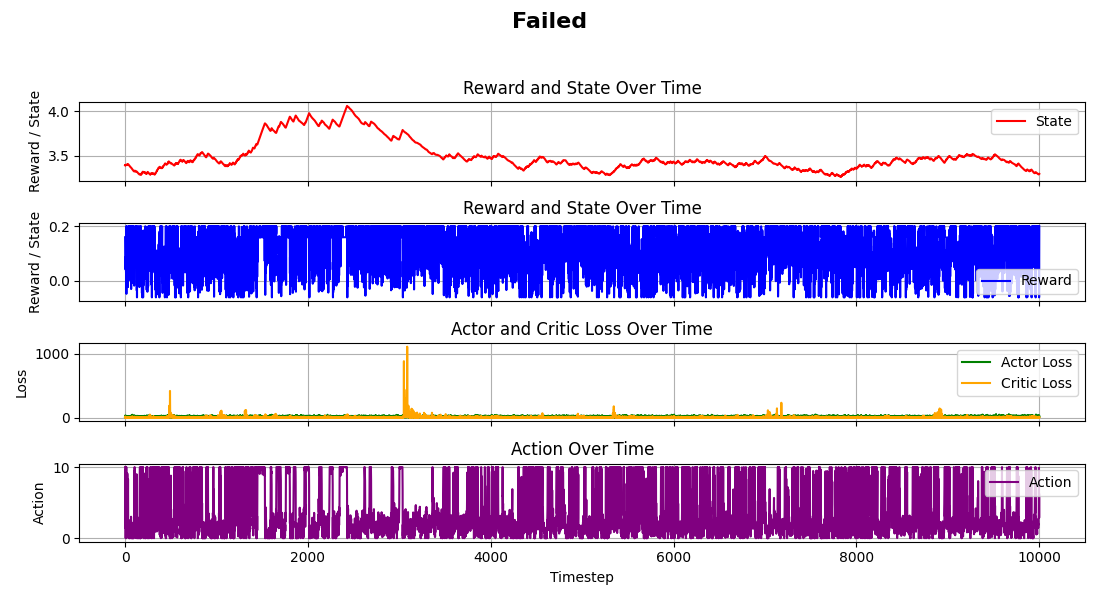 Failed
Reward and State Over Time
Reward / State
4.0
3.5
State
Reward and State Over Time
Reward / State
0.2
0.0
Reward
Actor and Critic Loss Over Time
Loss
1000
0
Actor Loss
Critic Loss
Action Over Time
Action
10
0
Action
0 2000 4000 6000 8000 10000
Timestep